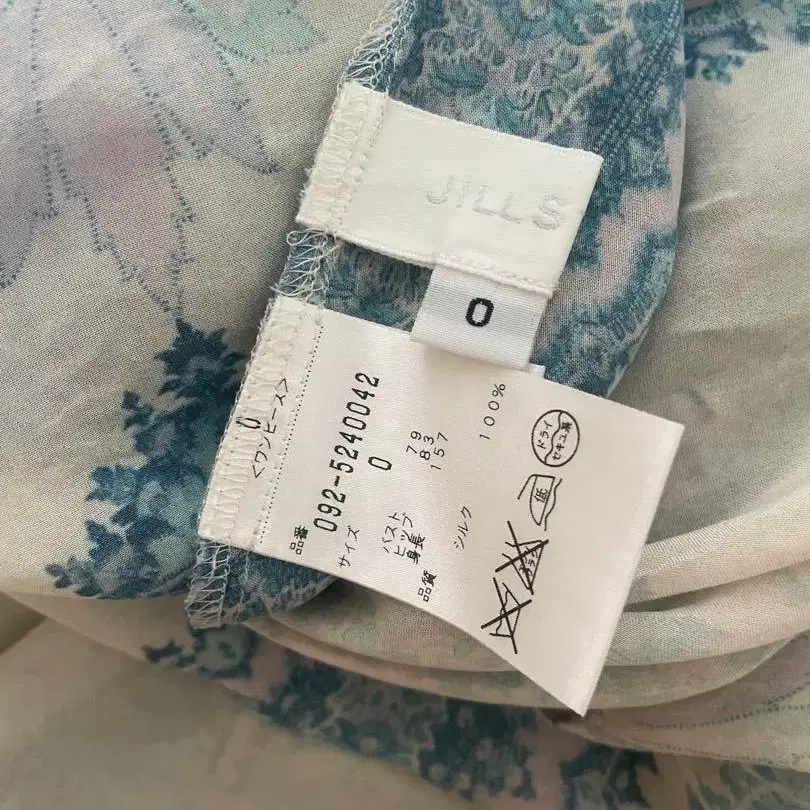 JILLS
0
0
<ワンピース>
品番
092-5240042
サイズ 0
バスト 79
ヒップ 83
身長 157
品質
シルク 100%
ドライ
セキユ系
低